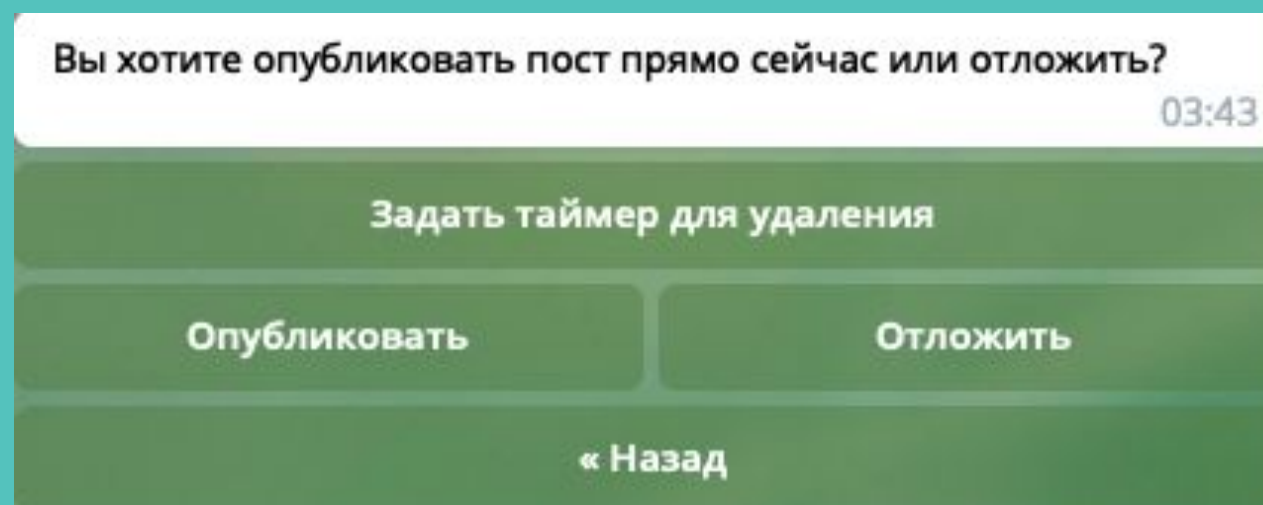 Вы хотите опубликовать пост прямо сейчас или отложить?
03:43
Задать таймер для удаления
Опубликовать
Отложить
« Назад